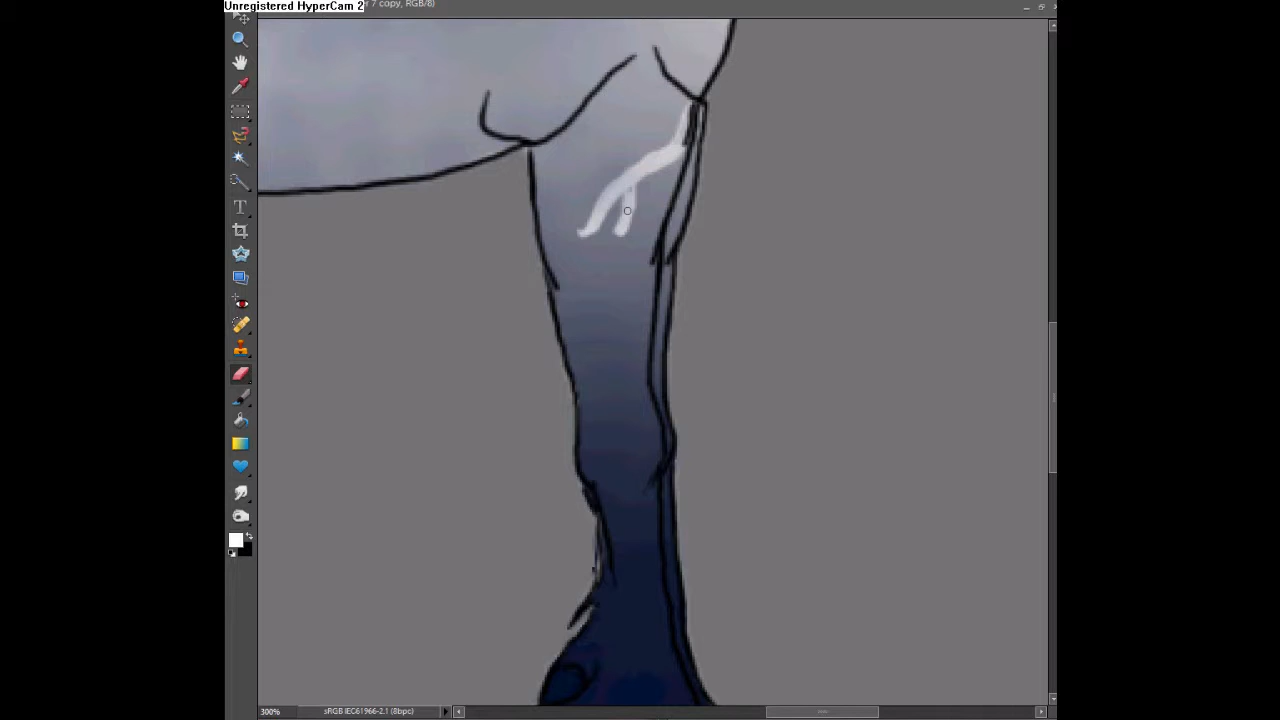 Unregistered HyperCam 2
r 7 copy, RGB/8)
T
300%
sRGB IEC61966-2.1 (8bpc)